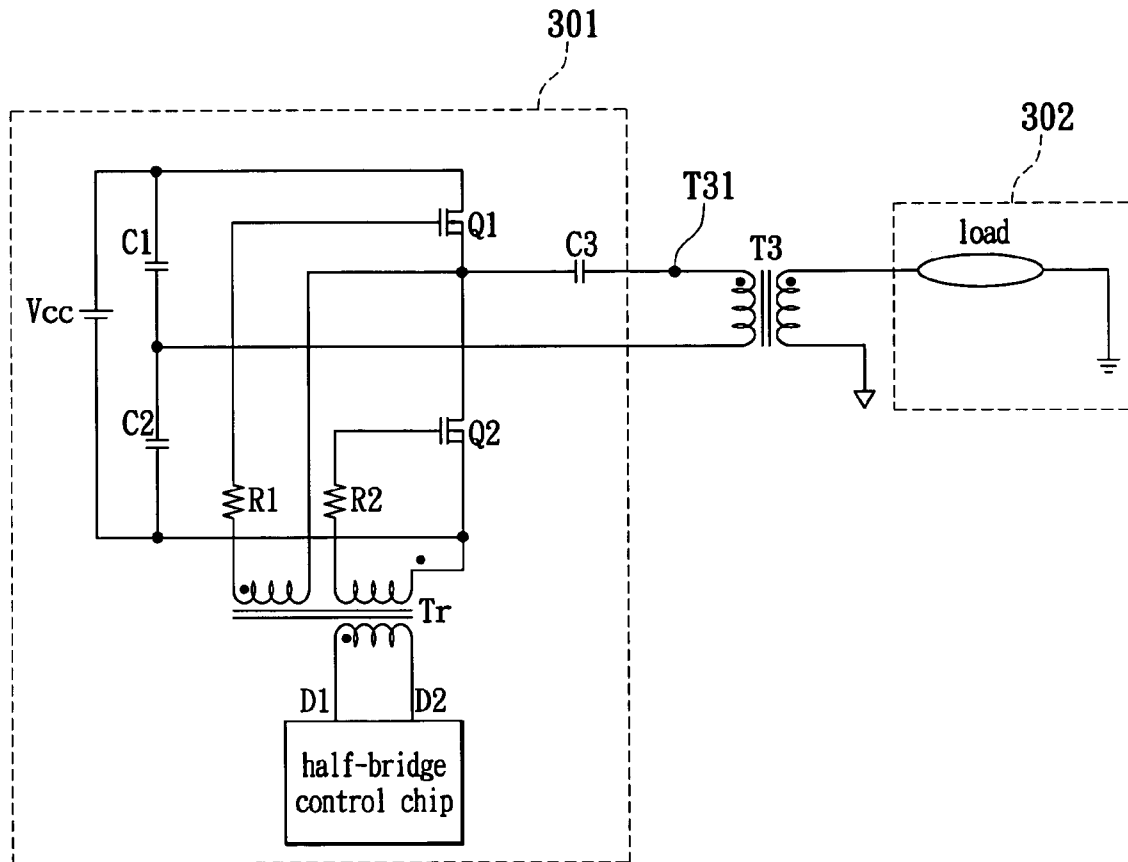 301
302
T31
load
Q1
C3
T3
C1
Vcc
C2
Q2
R1
R2
Tr
D1
D2
half-bridge
control chip